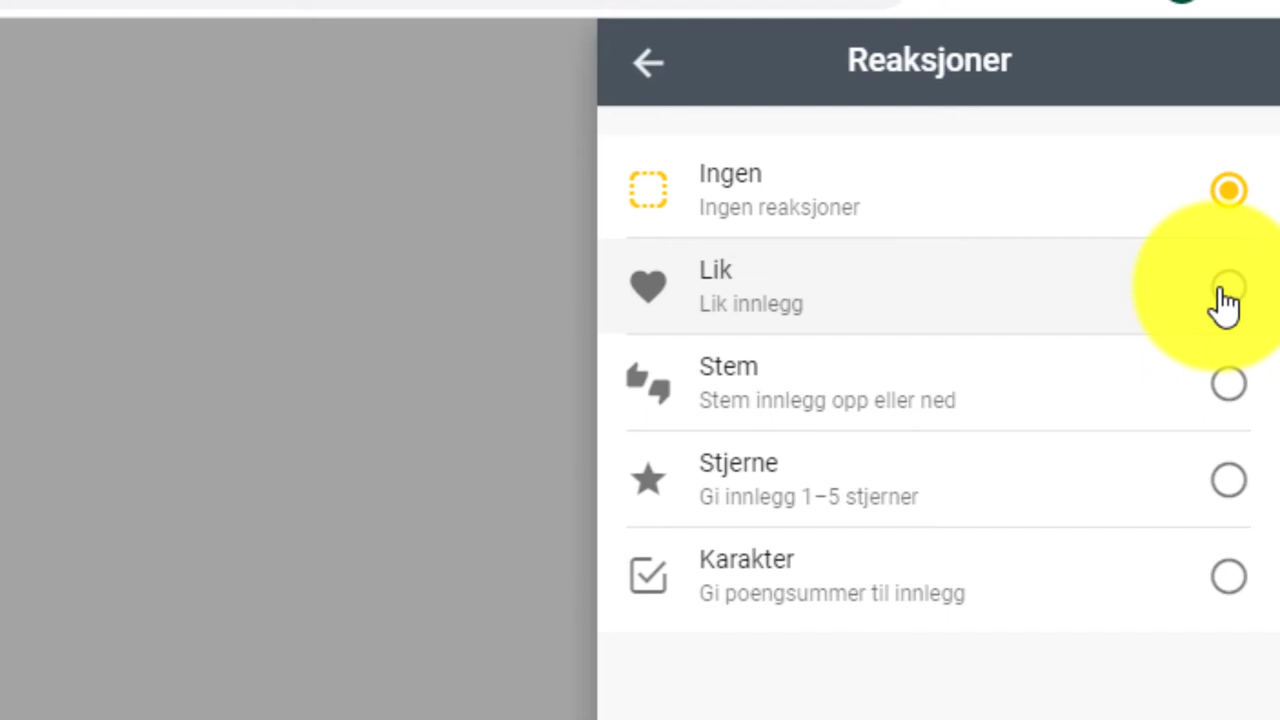 Reaksjoner
Ingen
Ingen reaksjoner
Lik
Lik innlegg
Stem
Stem innlegg opp eller ned
Stjerne
Gi innlegg 1–5 stjerner
Karakter
Gi poengsummer til innlegg